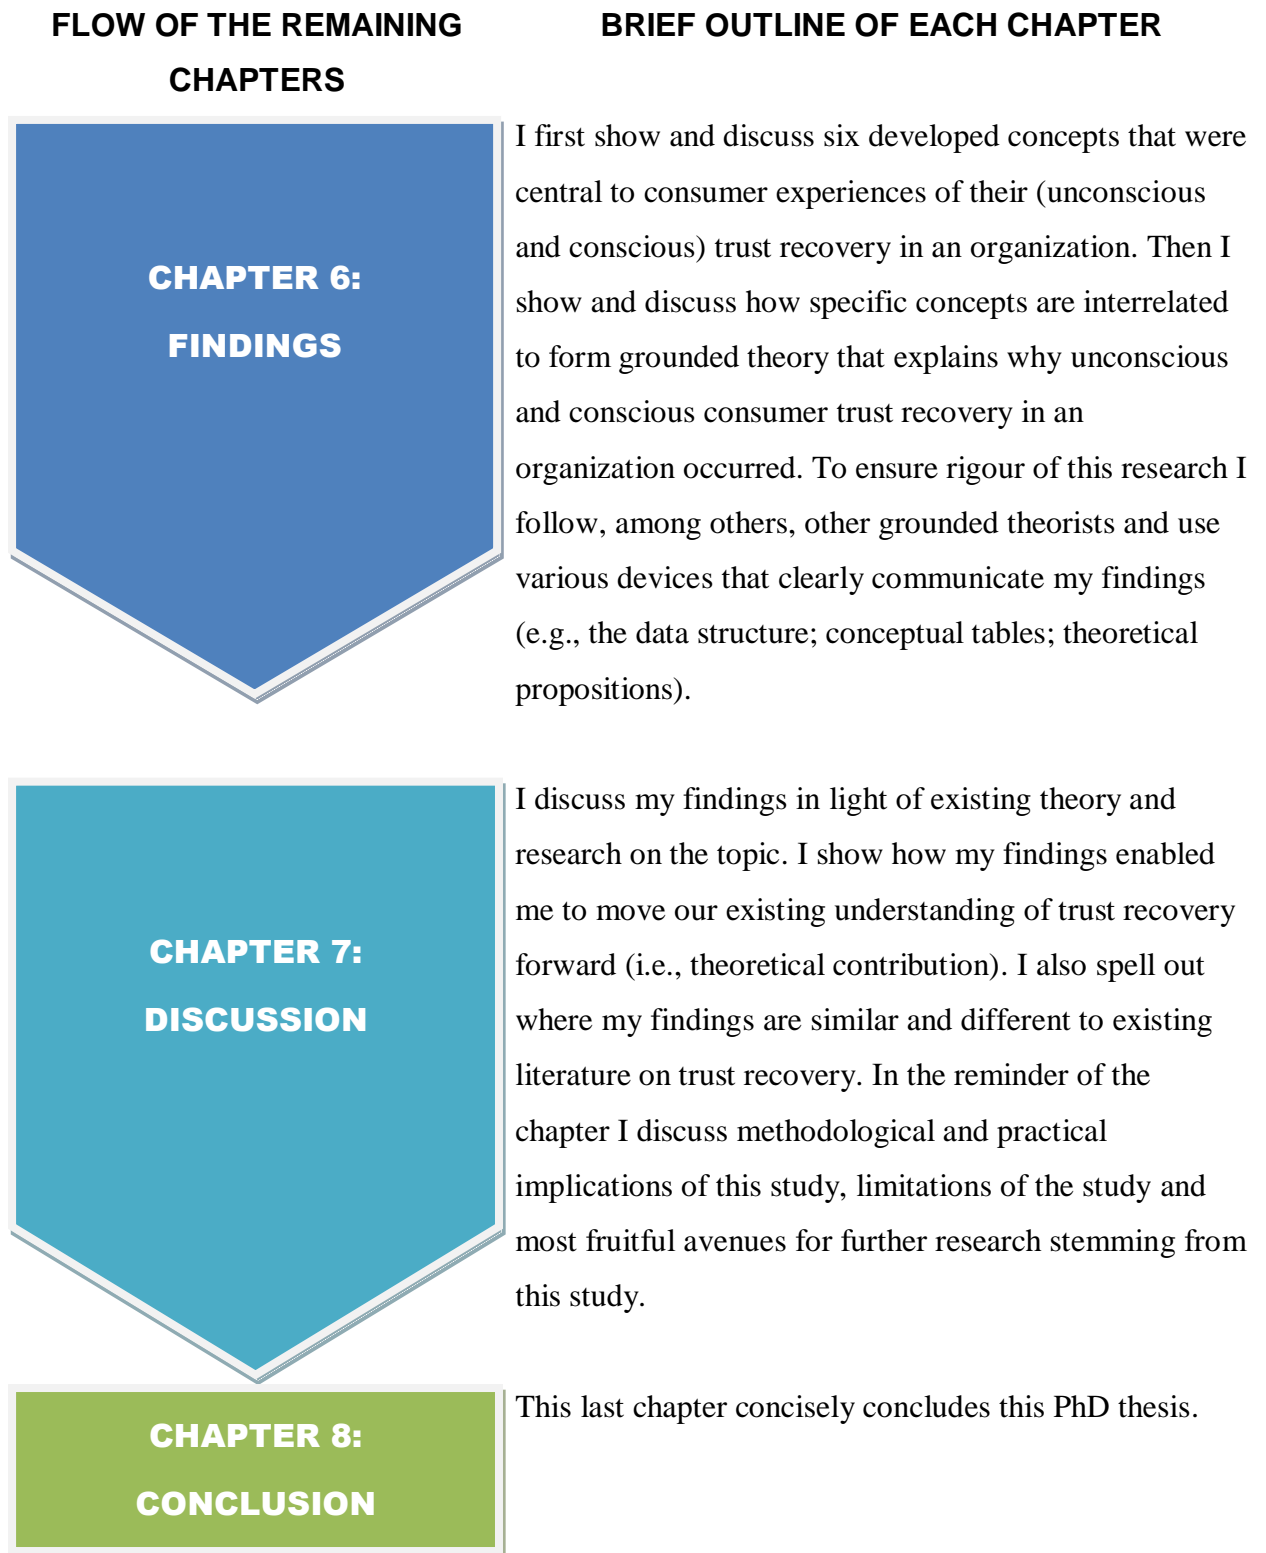 FLOW OF THE REMAINING
CHAPTERS
BRIEF OUTLINE OF EACH CHAPTER
CHAPTER 6:
FINDINGS
I first show and discuss six developed concepts that were
central to consumer experiences of their (unconscious
and conscious) trust recovery in an organization. Then I
show and discuss how specific concepts are interrelated
to form grounded theory that explains why unconscious
and conscious consumer trust recovery in an
organization occurred. To ensure rigour of this research I
follow, among others, other grounded theorists and use
various devices that clearly communicate my findings
(e.g., the data structure; conceptual tables; theoretical
propositions).
CHAPTER 7:
DISCUSSION
I discuss my findings in light of existing theory and
research on the topic. I show how my findings enabled
me to move our existing understanding of trust recovery
forward (i.e., theoretical contribution). I also spell out
where my findings are similar and different to existing
literature on trust recovery. In the reminder of the
chapter I discuss methodological and practical
implications of this study, limitations of the study and
most fruitful avenues for further research stemming from
this study.
CHAPTER 8:
CONCLUSION
This last chapter concisely concludes this PhD thesis.